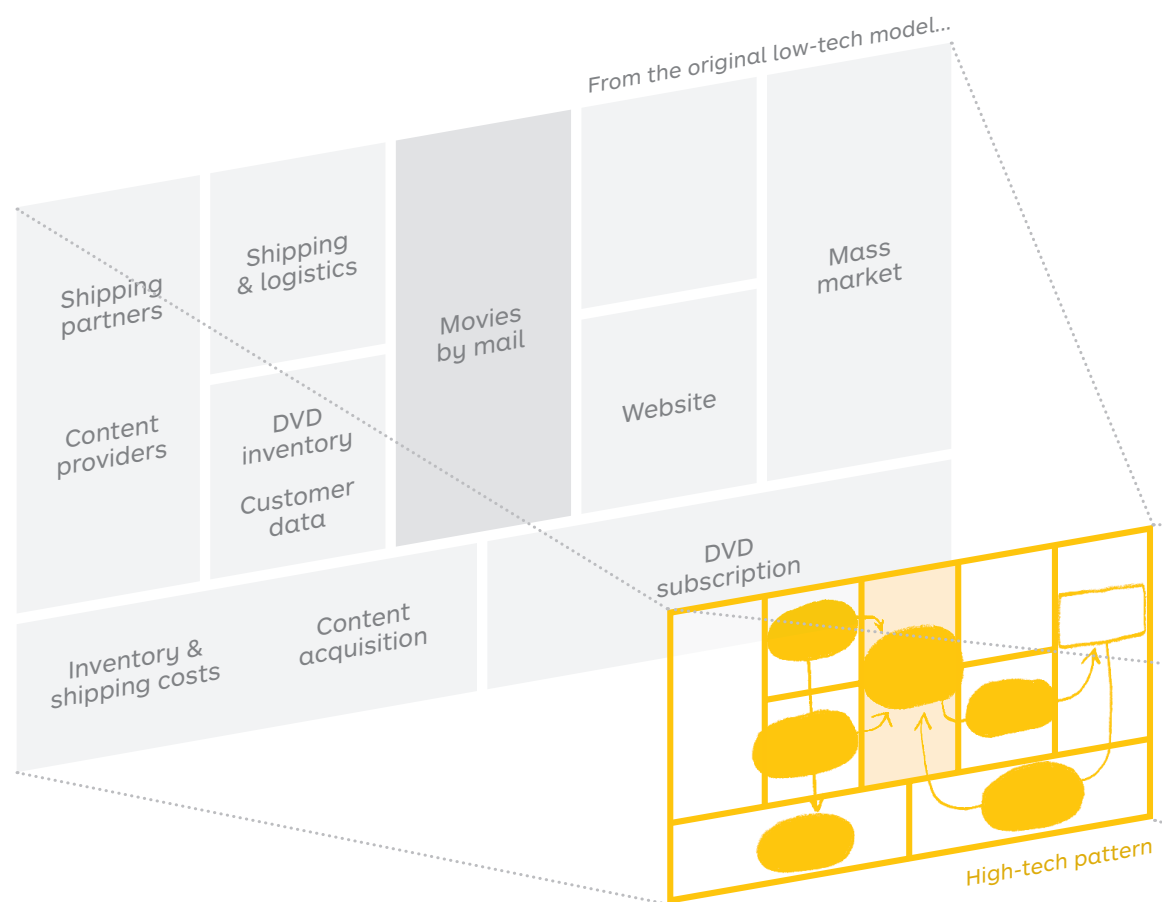 From the original low-tech model...
Shipping
partners
Content
providers
Shipping
& logistics
DVD
inventory
Customer
data
Movies
by mail
Website
Mass
market
Inventory &
shipping costs
Content
acquisition
DVD
subscription
High-tech pattern